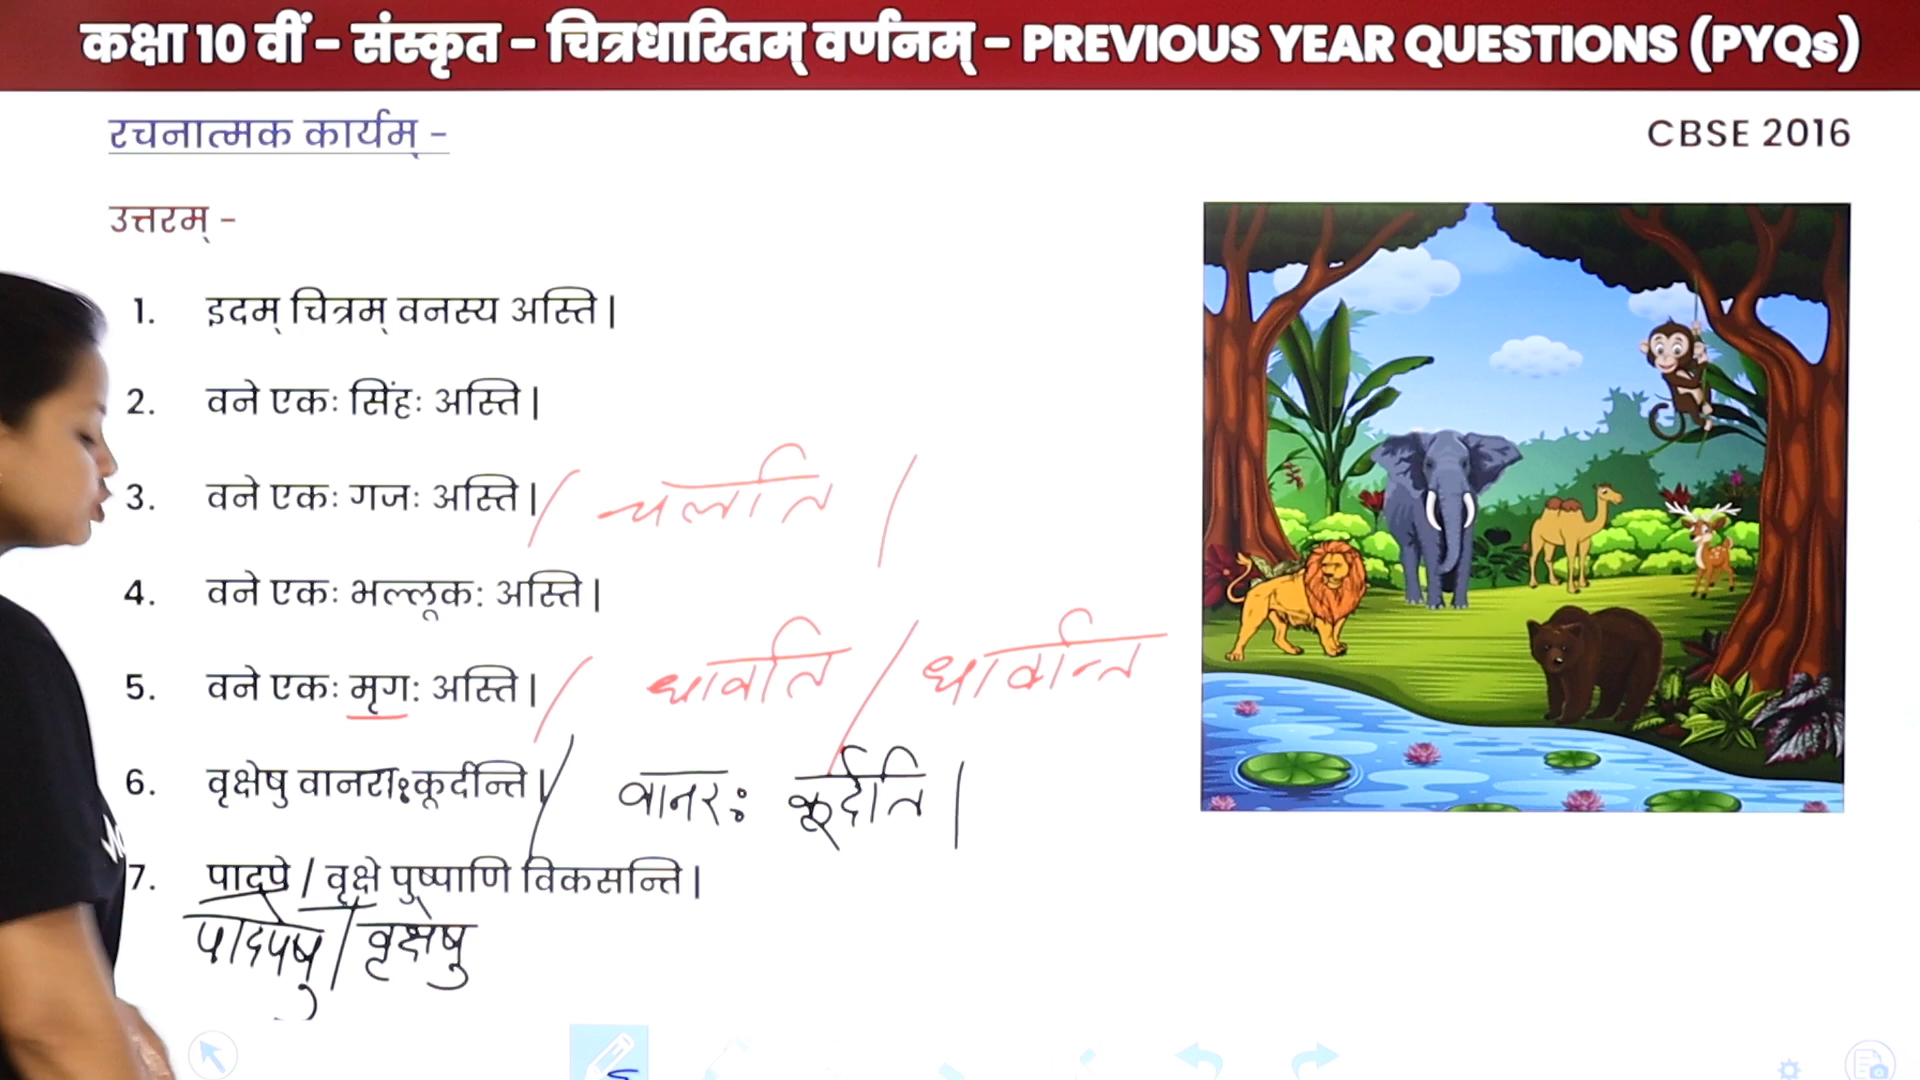 कक्षा 10 वीं - संस्कृत - चित्रधारितम् वर्णनम् - PREVIOUS YEAR QUESTIONS (PYQs)
रचनात्मक कार्यम् -
CBSE 2016
उत्तरम् -
1. इदम् चित्रम् वनस्य अस्ति |
2. वने एकः सिंहः अस्ति |
3. वने एकः गजः अस्ति | / चलति |
4. वने एकः भल्लूक: अस्ति |
5. वने एकः मृग: अस्ति | / धावति / धावन्ति
6. वृक्षेषु वानराः कूर्दन्ति | / वानरः कूर्दति |
7. पादपे / वृक्षे पुष्पाणि विकसन्ति |
पादपेषु / वृक्षेषु